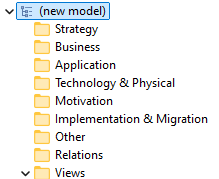 (new model)
Strategy
Business
Application
Technology & Physical
Motivation
Implementation & Migration
Other
Relations
Views